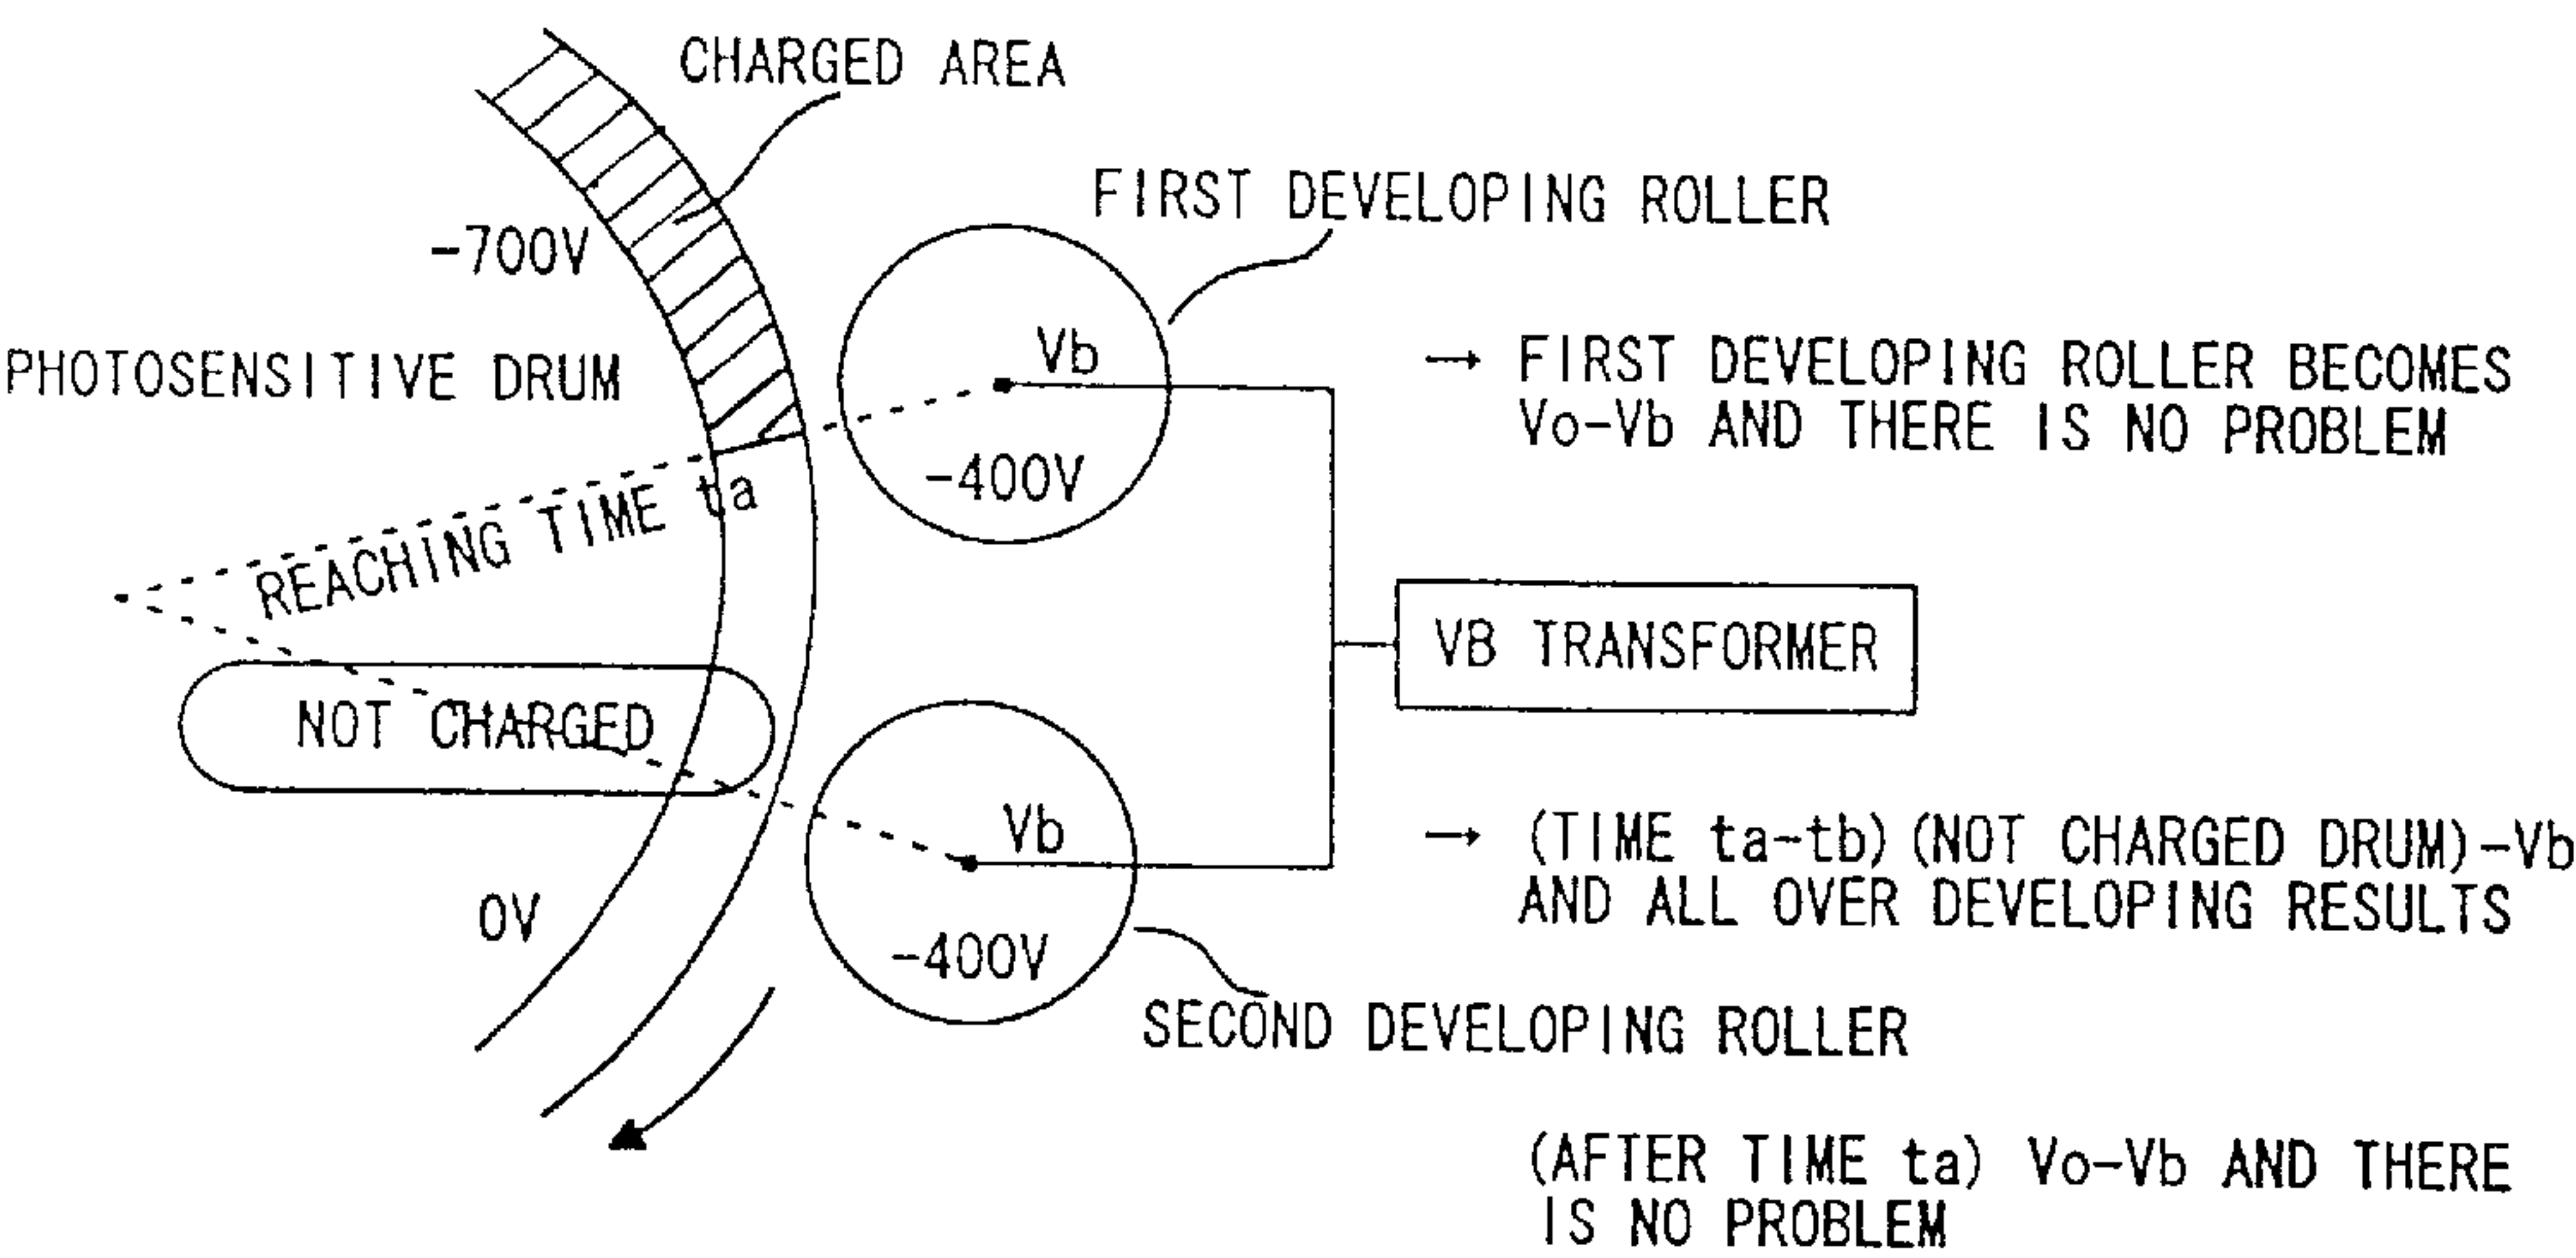 CHARGED AREA
FIRST DEVELOPING ROLLER
-700V
PHOTOSENSITIVE DRUM
Vb
-400V
→ FIRST DEVELOPING ROLLER BECOMES
Vo-Vb AND THERE IS NO PROBLEM
REACHING TIME ta
VB TRANSFORMER
NOT CHARGED
Vb
-400V
→ (TIME ta-tb)(NOT CHARGED DRUM)-Vb
AND ALL OVER DEVELOPING RESULTS
0V
SECOND DEVELOPING ROLLER
(AFTER TIME ta) Vo-Vb AND THERE
IS NO PROBLEM